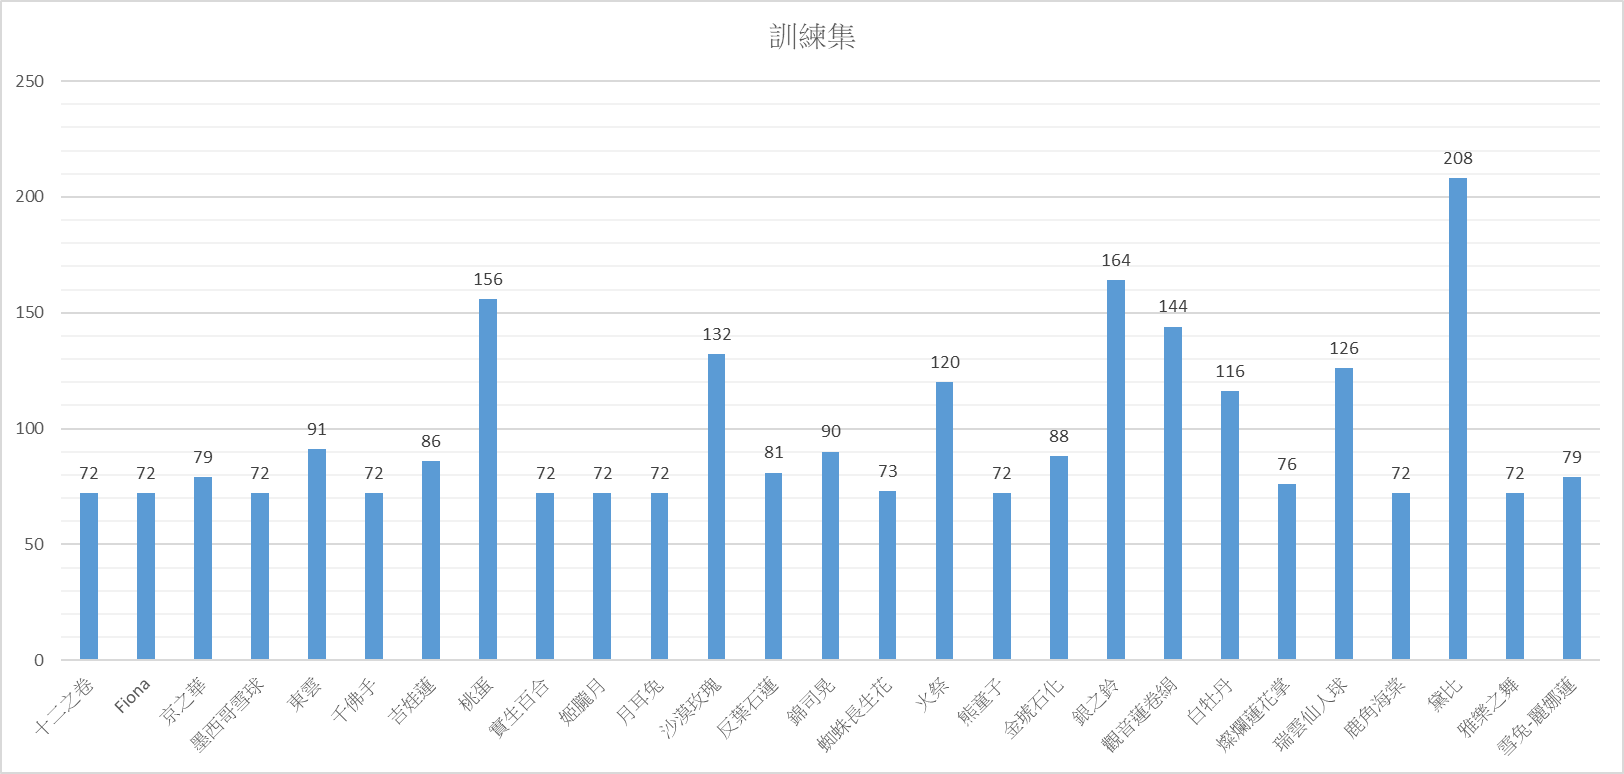 訓練集
250
200
150
100
50
0
72
72
79
72
91
72
86
156
72
72
72
132
81
90
73
120
72
88
164
144
116
76
126
72
208
72
79
十二之卷
Fiona
京之華
墨西哥雪球
東雲
千佛手
吉娃蓮
桃蛋
寶生百合
姬朧月
月耳兔
沙漠玫瑰
反葉石蓮
錦司晃
蜘蛛長生花
火祭
熊童子
金琥石化
銀之鈴
觀音蓮卷絹
白牡丹
燦爛蓮花掌
瑞雲仙人球
鹿角海棠
黛比
雅樂之舞
雪兔-麗娜蓮